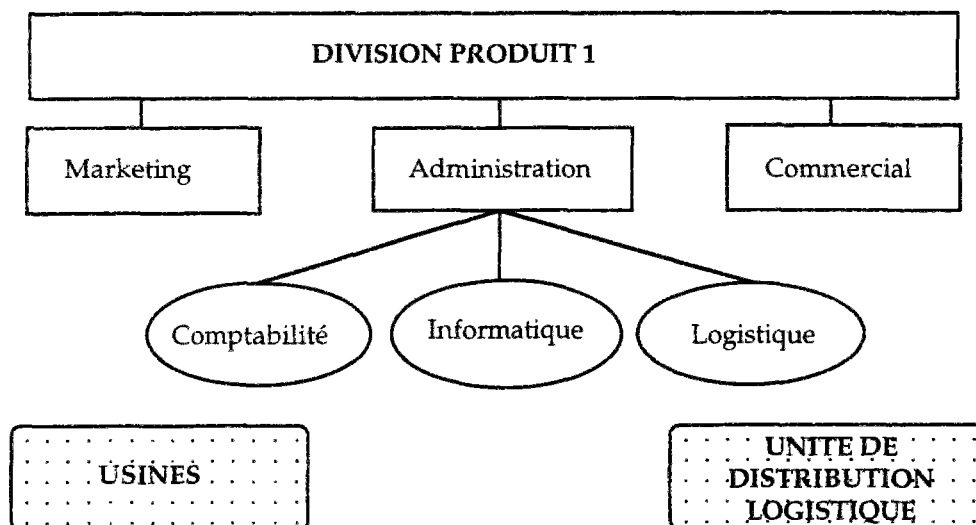 DIVISION PRODUIT 1
Marketing
Administration
Commercial
Comptabilité
Informatique
Logistique
USINES
UNITE DE
DISTRIBUTION
LOGISTIQUE